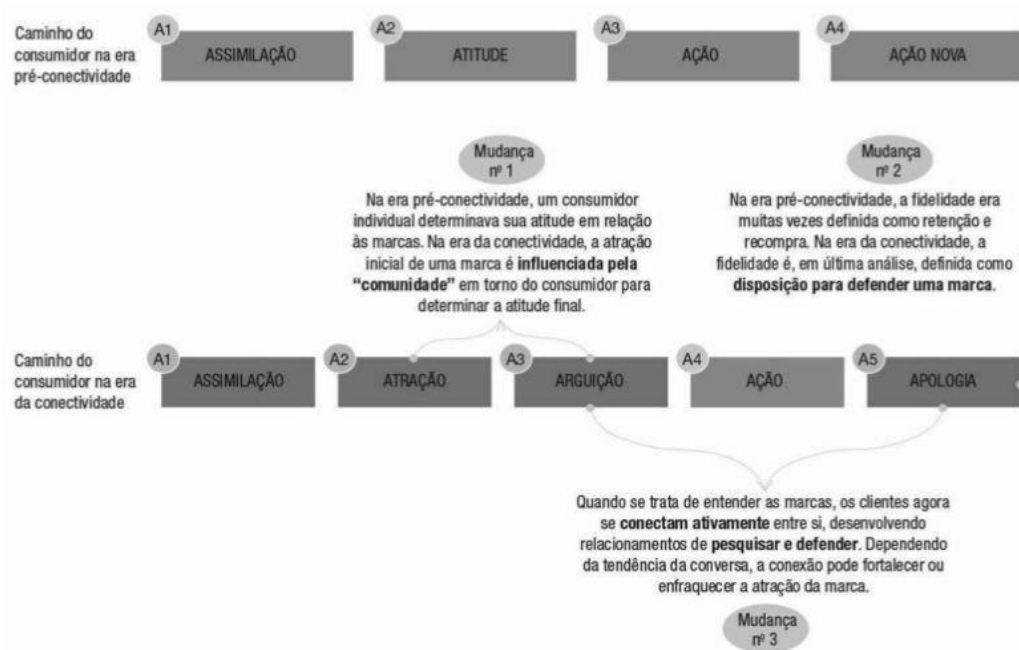 Caminho do
consumidor na era
pré-conectividade
A1
ASSIMILAÇÃO
A2
ATITUDE
A3
AÇÃO
A4
AÇÃO NOVA
Mudança
nº 1
Na era pré-conectividade, um consumidor
individual determinava sua atitude em relação
às marcas. Na era da conectividade, a atração
inicial de uma marca é influenciada pela
“comunidade” em torno do consumidor para
determinar a atitude final.
Mudança
nº 2
Na era pré-conectividade, a fidelidade era
muitas vezes definida como retenção e
recompra. Na era da conectividade, a
fidelidade é, em última análise, definida como
disposição para defender uma marca.
Caminho do
consumidor na era
da conectividade
A1
ASSIMILAÇÃO
A2
ATRAÇÃO
A3
ARGUIÇÃO
A4
AÇÃO
A5
APOLOGIA
Quando se trata de entender as marcas, os clientes agora
se conectam ativamente entre si, desenvolvendo
relacionamentos de pesquisar e defender. Dependendo
da tendência da conversa, a conexão pode fortalecer ou
enfraquecer a atração da marca.
Mudança
nº 3